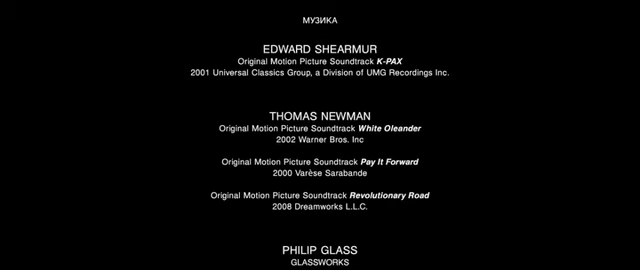 МУЗИКА
EDWARD SHEARMUR
Original Motion Picture Soundtrack K-PAX
2001 Universal Classics Group, a Division of UMG Recordings Inc.
THOMAS NEWMAN
Original Motion Picture Soundtrack White Oleander
2002 Warner Bros. Inc
Original Motion Picture Soundtrack Pay It Forward
2000 Varèse Sarabande
Original Motion Picture Soundtrack Revolutionary Road
2008 Dreamworks L.L.C.
PHILIP GLASS
GLASSWORKS